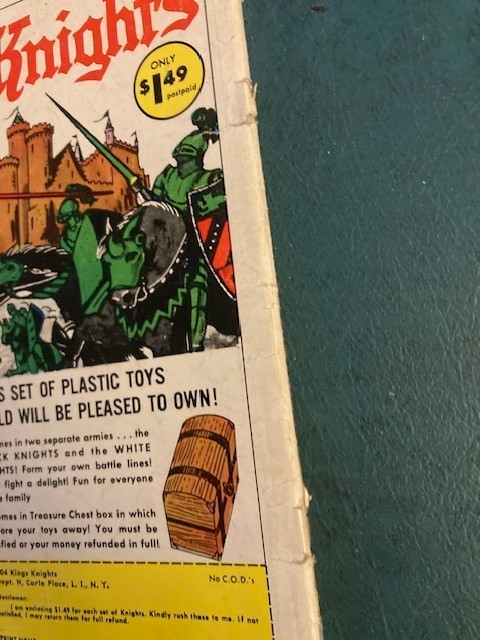 Knights
ONLY
$1.49
postpaid
SET OF PLASTIC TOYS
LD WILL BE PLEASED TO OWN!
mes in two separate armies . . . the
CK KNIGHTS and the WHITE
HTS! Form your own battle lines!
fight a delight! Fun for everyone
family
omes in Treasure Chest box in which
ore your toys away! You must be
fied or your money refunded in full!
04 Kings Knights
ept. H, Carle Place, L. I., N. Y.
No C.O.D.'s
entlemen:
I am enclosing $1.49 for each set of Knights. Kindly rush these to me. If not
satisfied, I may return them for full refund.